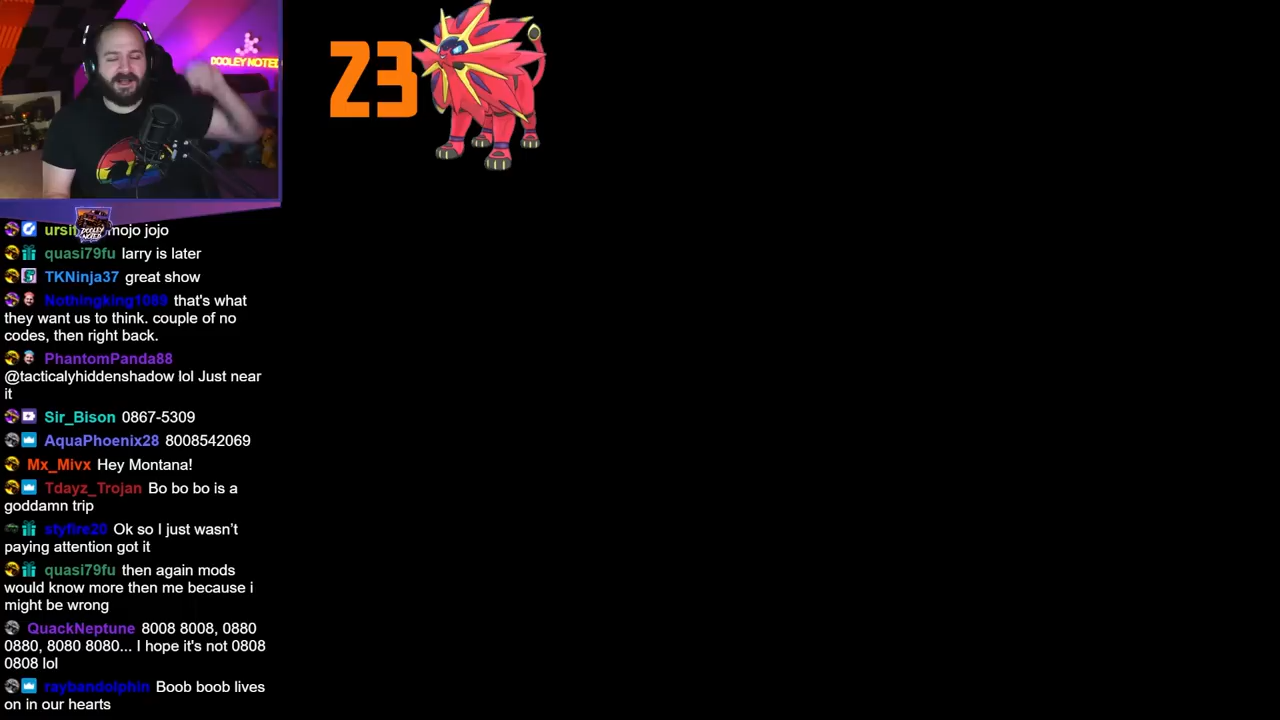 DOOLEY NOTED
23
DOOLEY
NOTED
mojo jojo
quasi79fu larry is later
TKNinja37 great show
Nothingking1089 that's what
they want us to think. couple of no
codes, then right back.
PhantomPanda88
@tacticalyhiddenshadow lol Just near
it
Sir_Bison 0867-5309
AquaPhoenix28 8008542069
Mx_Mivx Hey Montana!
Tdayz_Trojan Bo bo bo is a
goddamn trip
styfire20 Ok so I just wasn't
paying attention got it
quasi79fu then again mods
would know more then me because i
might be wrong
QuackNeptune 8008 8008, 0880
0880, 8080 8080... I hope it's not 0808
0808 lol
raybandolphin Boob boob lives
on in our hearts